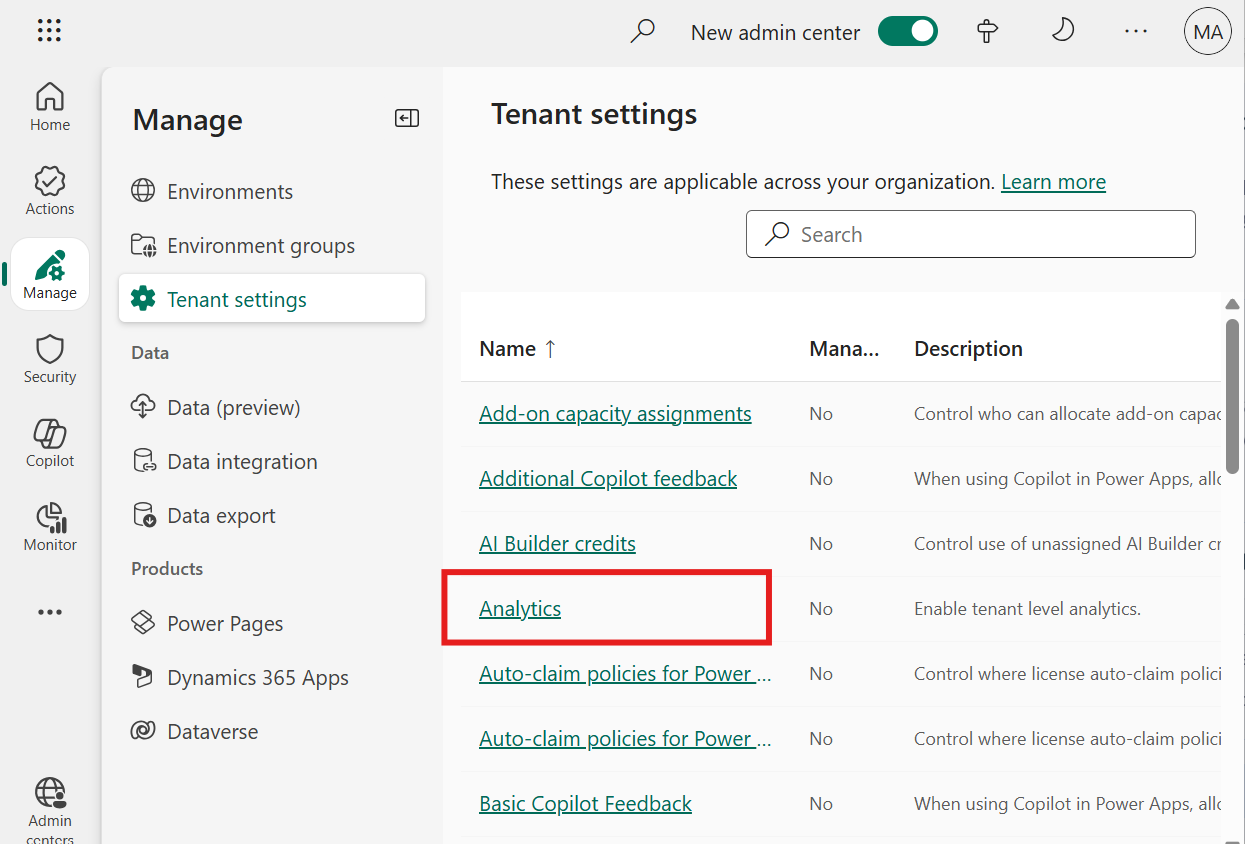 New admin center
MA
Home
Actions
Manage
Security
Copilot
Monitor
Admin
centers
Manage
Environments
Environment groups
Tenant settings
Data
Data (preview)
Data integration
Data export
Products
Power Pages
Dynamics 365 Apps
Dataverse
Tenant settings
These settings are applicable across your organization. Learn more
Search
Name ↑ Mana... Description
Add-on capacity assignments No Control who can allocate add-on capac
Additional Copilot feedback No When using Copilot in Power Apps, allo
AI Builder credits No Control use of unassigned AI Builder cr
Analytics No Enable tenant level analytics.
Auto-claim policies for Power ... No Control where license auto-claim polici
Auto-claim policies for Power ... No Control where license auto-claim polici
Basic Copilot Feedback No When using Copilot in Power Apps, allo